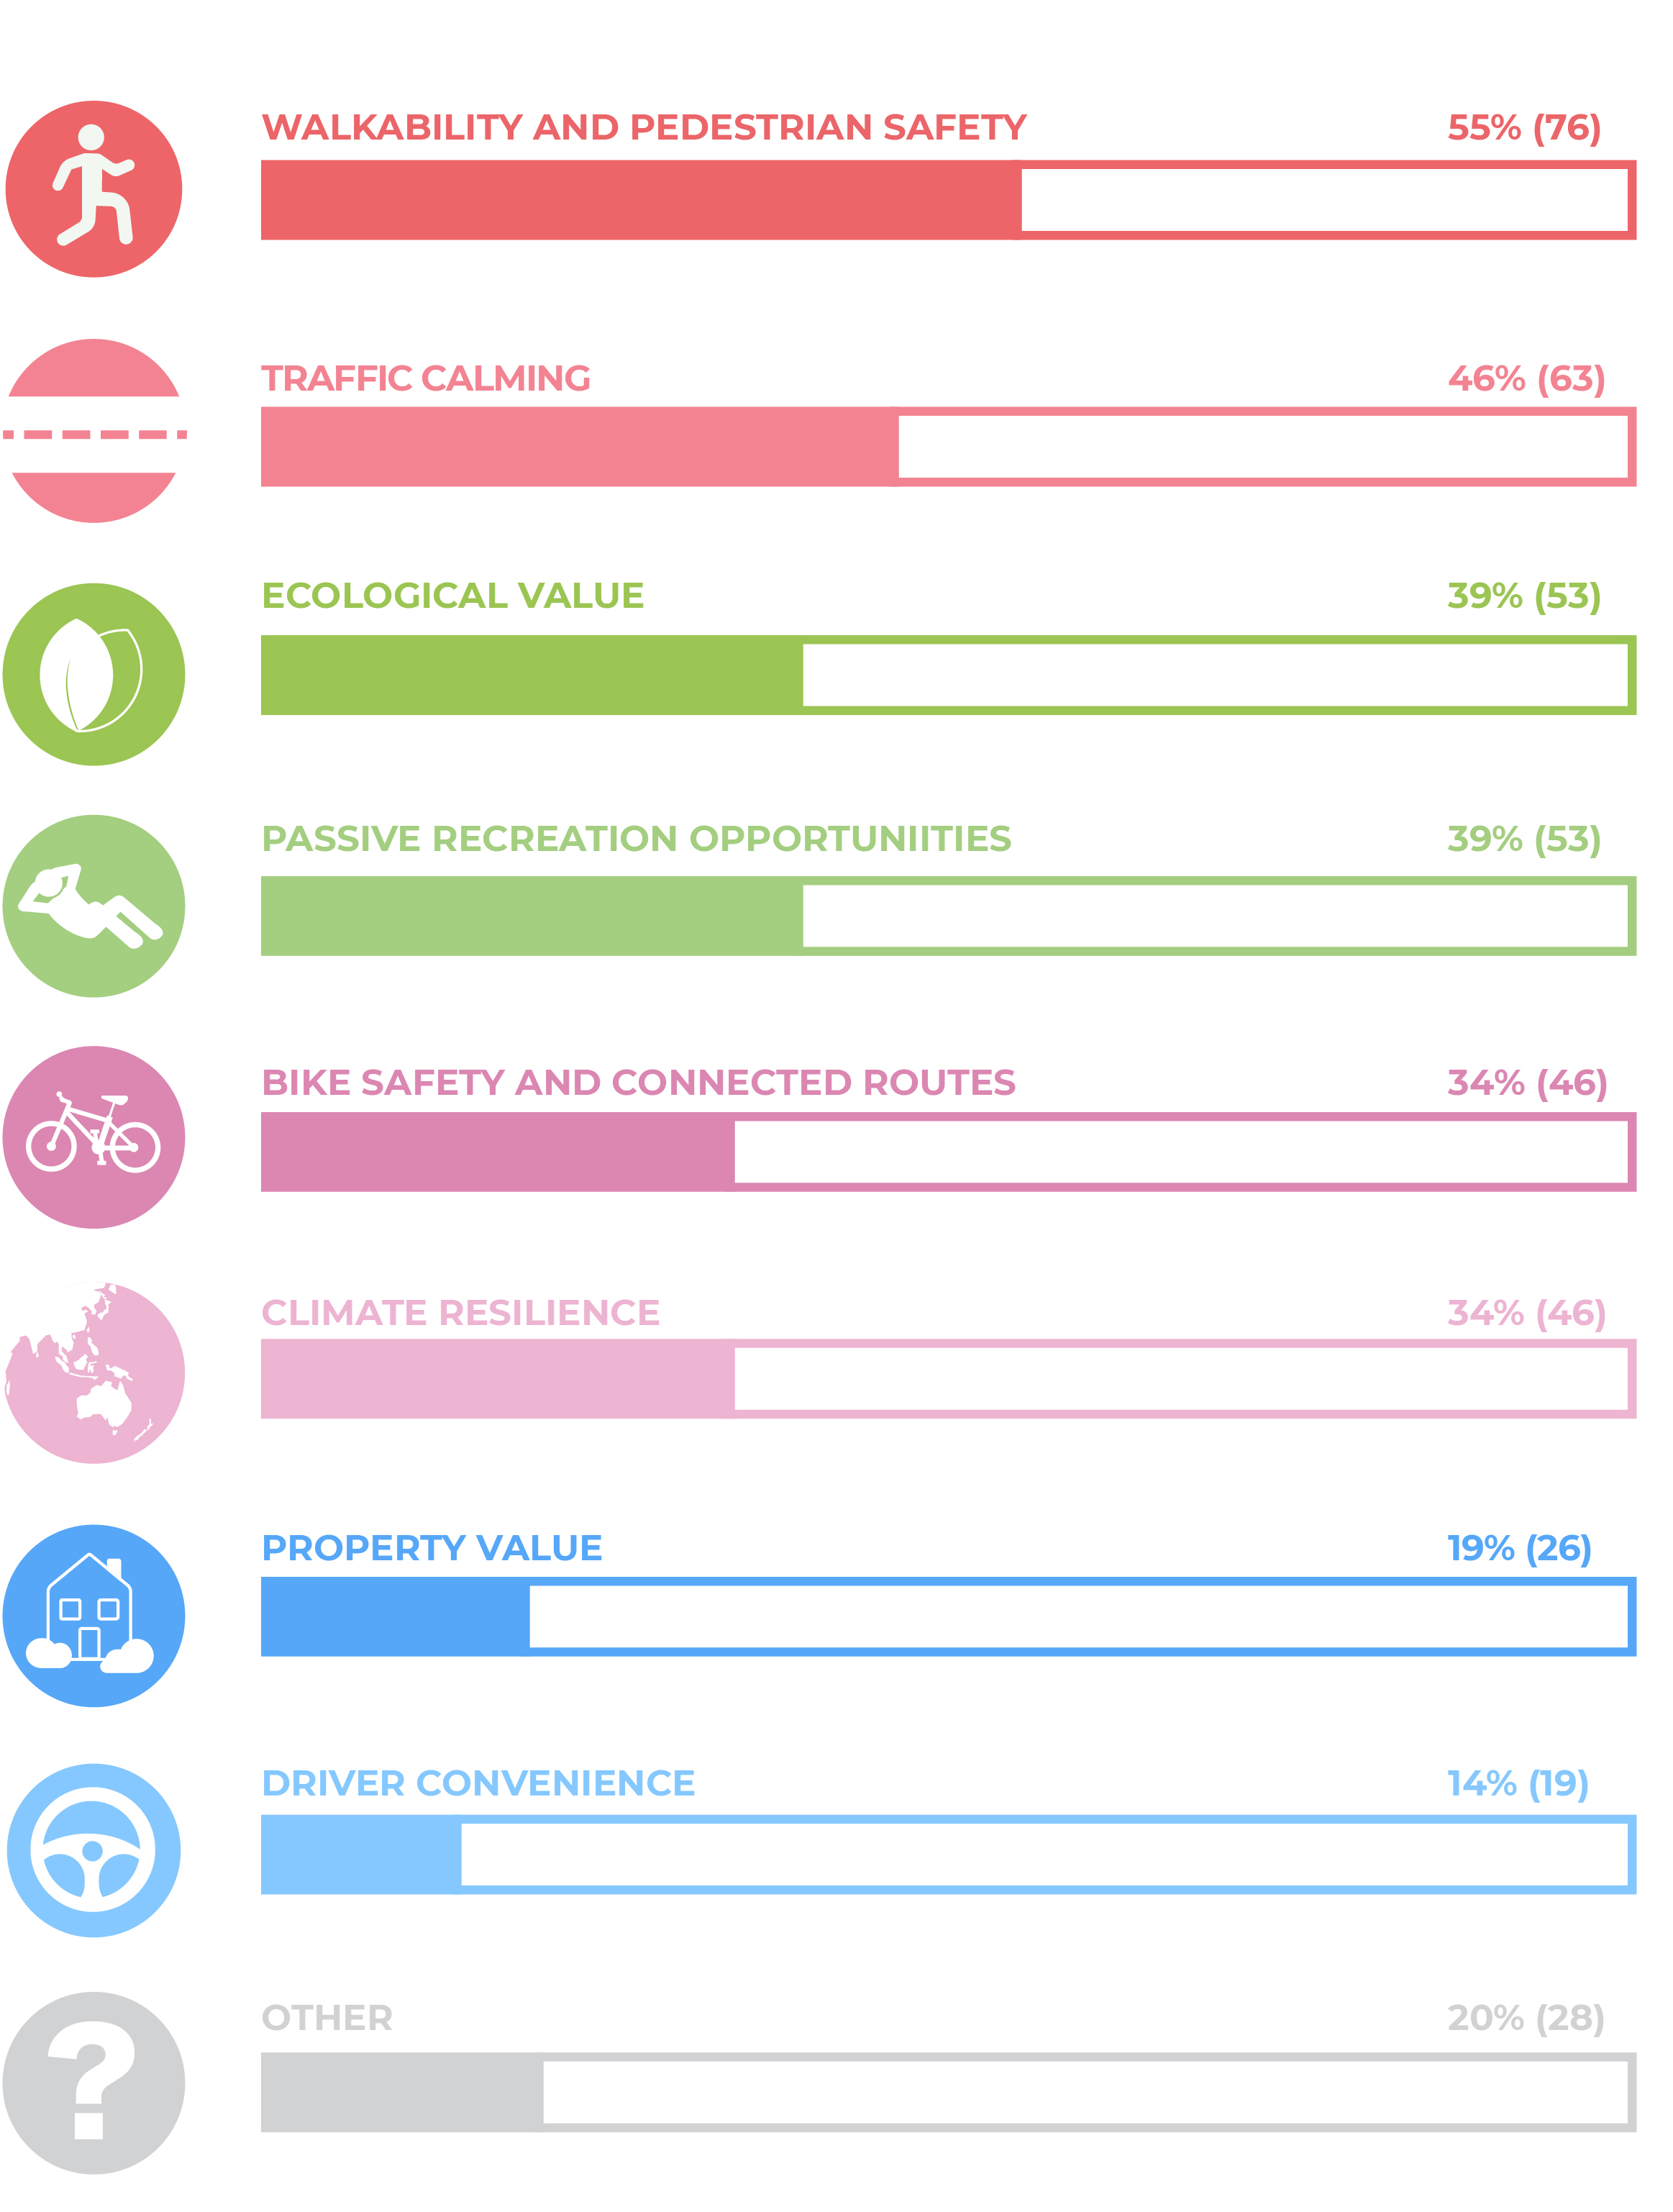 WALKABILITY AND PEDESTRIAN SAFETY 55% (76)
TRAFFIC CALMING 46% (63)
ECOLOGICAL VALUE 39% (53)
PASSIVE RECREATION OPPORTUNIITIES 39% (53)
BIKE SAFETY AND CONNECTED ROUTES 34% (46)
CLIMATE RESILIENCE 34% (46)
PROPERTY VALUE 19% (26)
DRIVER CONVENIENCE 14% (19)
OTHER 20% (28)
?